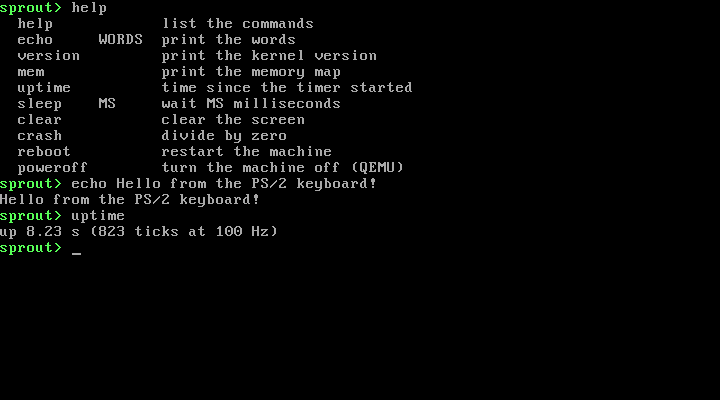 sprout> help
  help            list the commands
  echo    WORDS   print the words
  version         print the kernel version
  mem             print the memory map
  uptime          time since the timer started
  sleep   MS      wait MS milliseconds
  clear           clear the screen
  crash           divide by zero
  reboot          restart the machine
  poweroff        turn the machine off (QEMU)
sprout> echo Hello from the PS/2 keyboard!
Hello from the PS/2 keyboard!
sprout> uptime
up 8.23 s (823 ticks at 100 Hz)
sprout> _